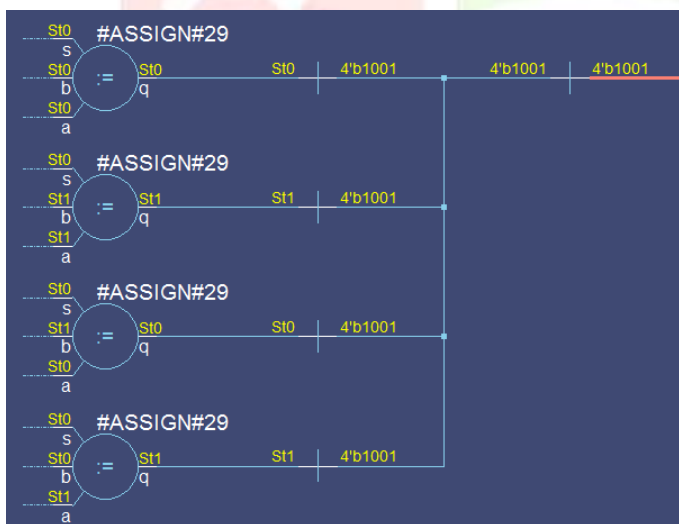 St0 #ASSIGN#29
s
St0 := St0 St0 4'b1001 4'b1001 4'b1001
b q
St0
a
St0 #ASSIGN#29
s
St1 := St1 St1 4'b1001
b q
St1
a
St0 #ASSIGN#29
s
St1 := St0 St0 4'b1001
b q
St0
a
St0 #ASSIGN#29
s
St0 := St1 St1 4'b1001
b q
St1
a